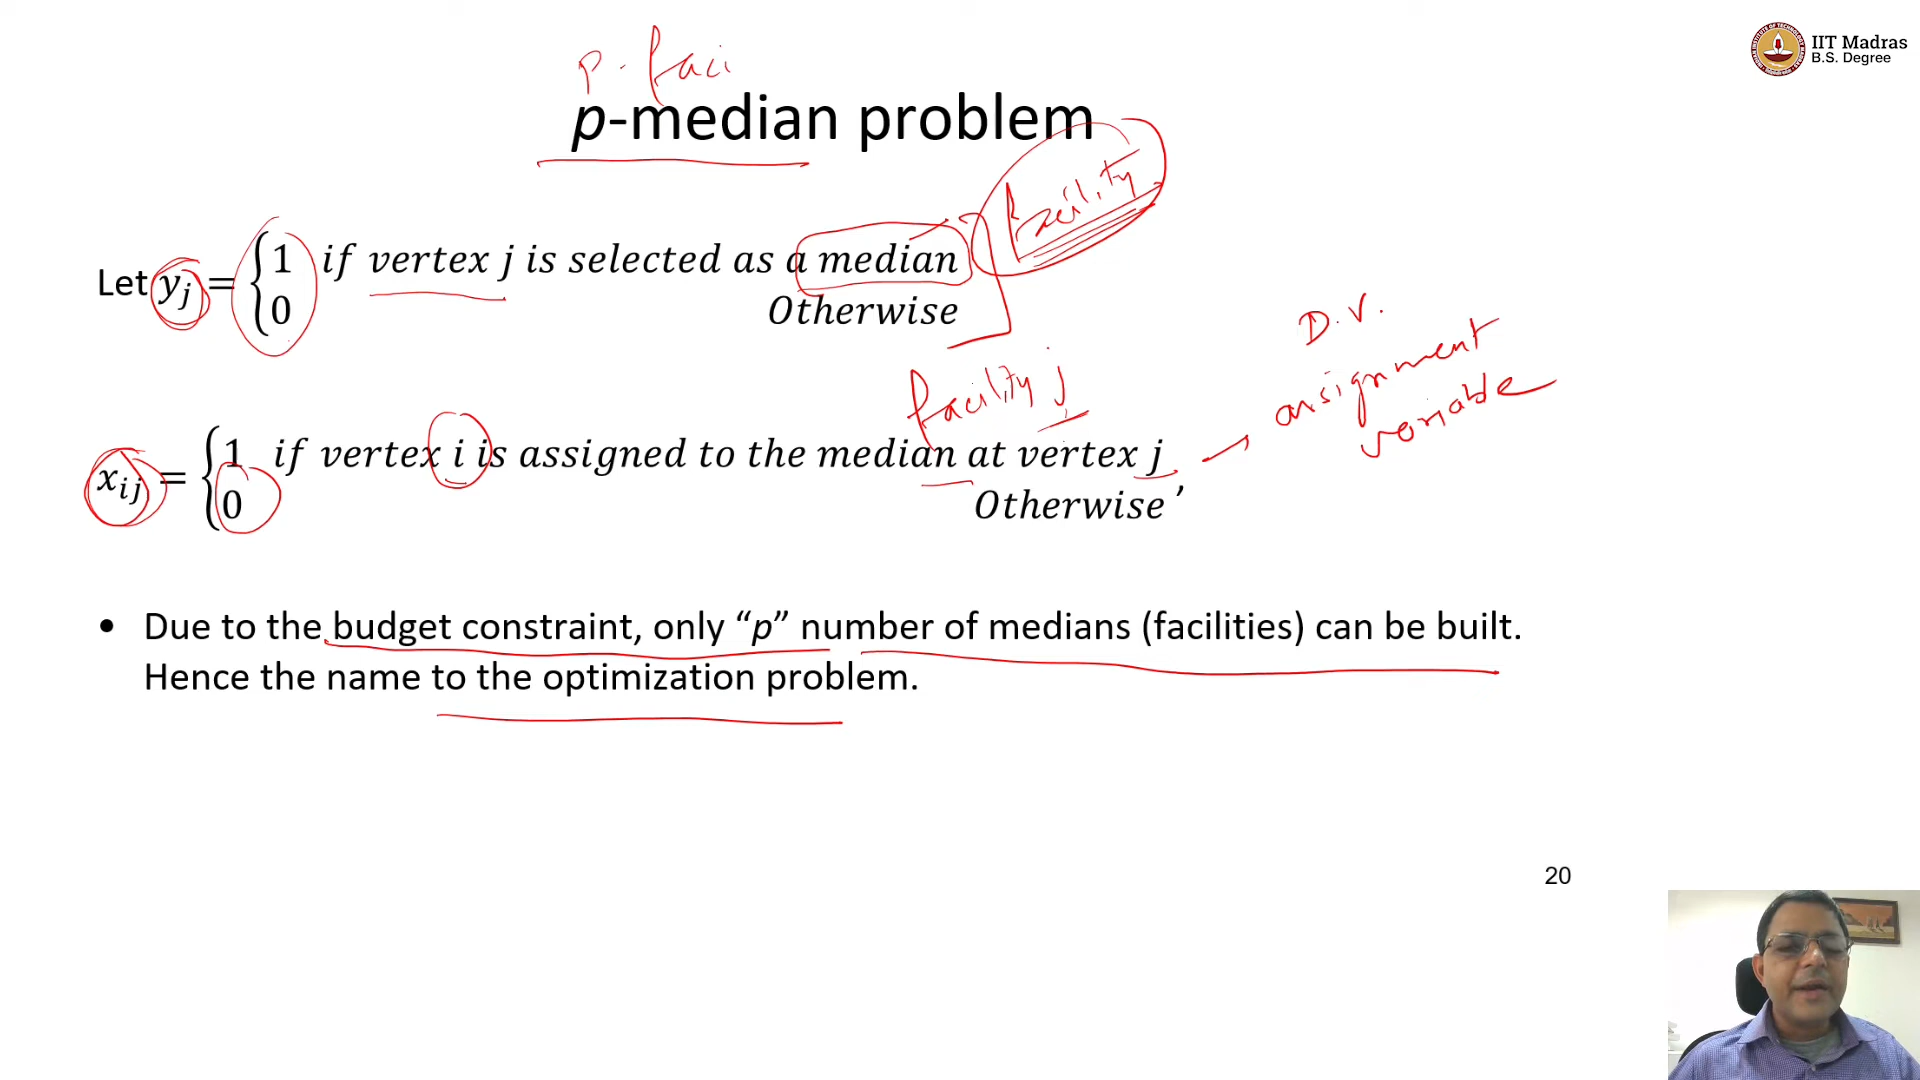 IIT Madras
B.S. Degree
p - faci
p-median problem
facility
Let yⱼ = { 1 if vertex j is selected as a median
0 Otherwise
D.V.
assignment
variable
facility j
xᵢⱼ = { 1 if vertex i is assigned to the median at vertex j
0 Otherwise ,
• Due to the budget constraint, only “p” number of medians (facilities) can be built.
Hence the name to the optimization problem.
20